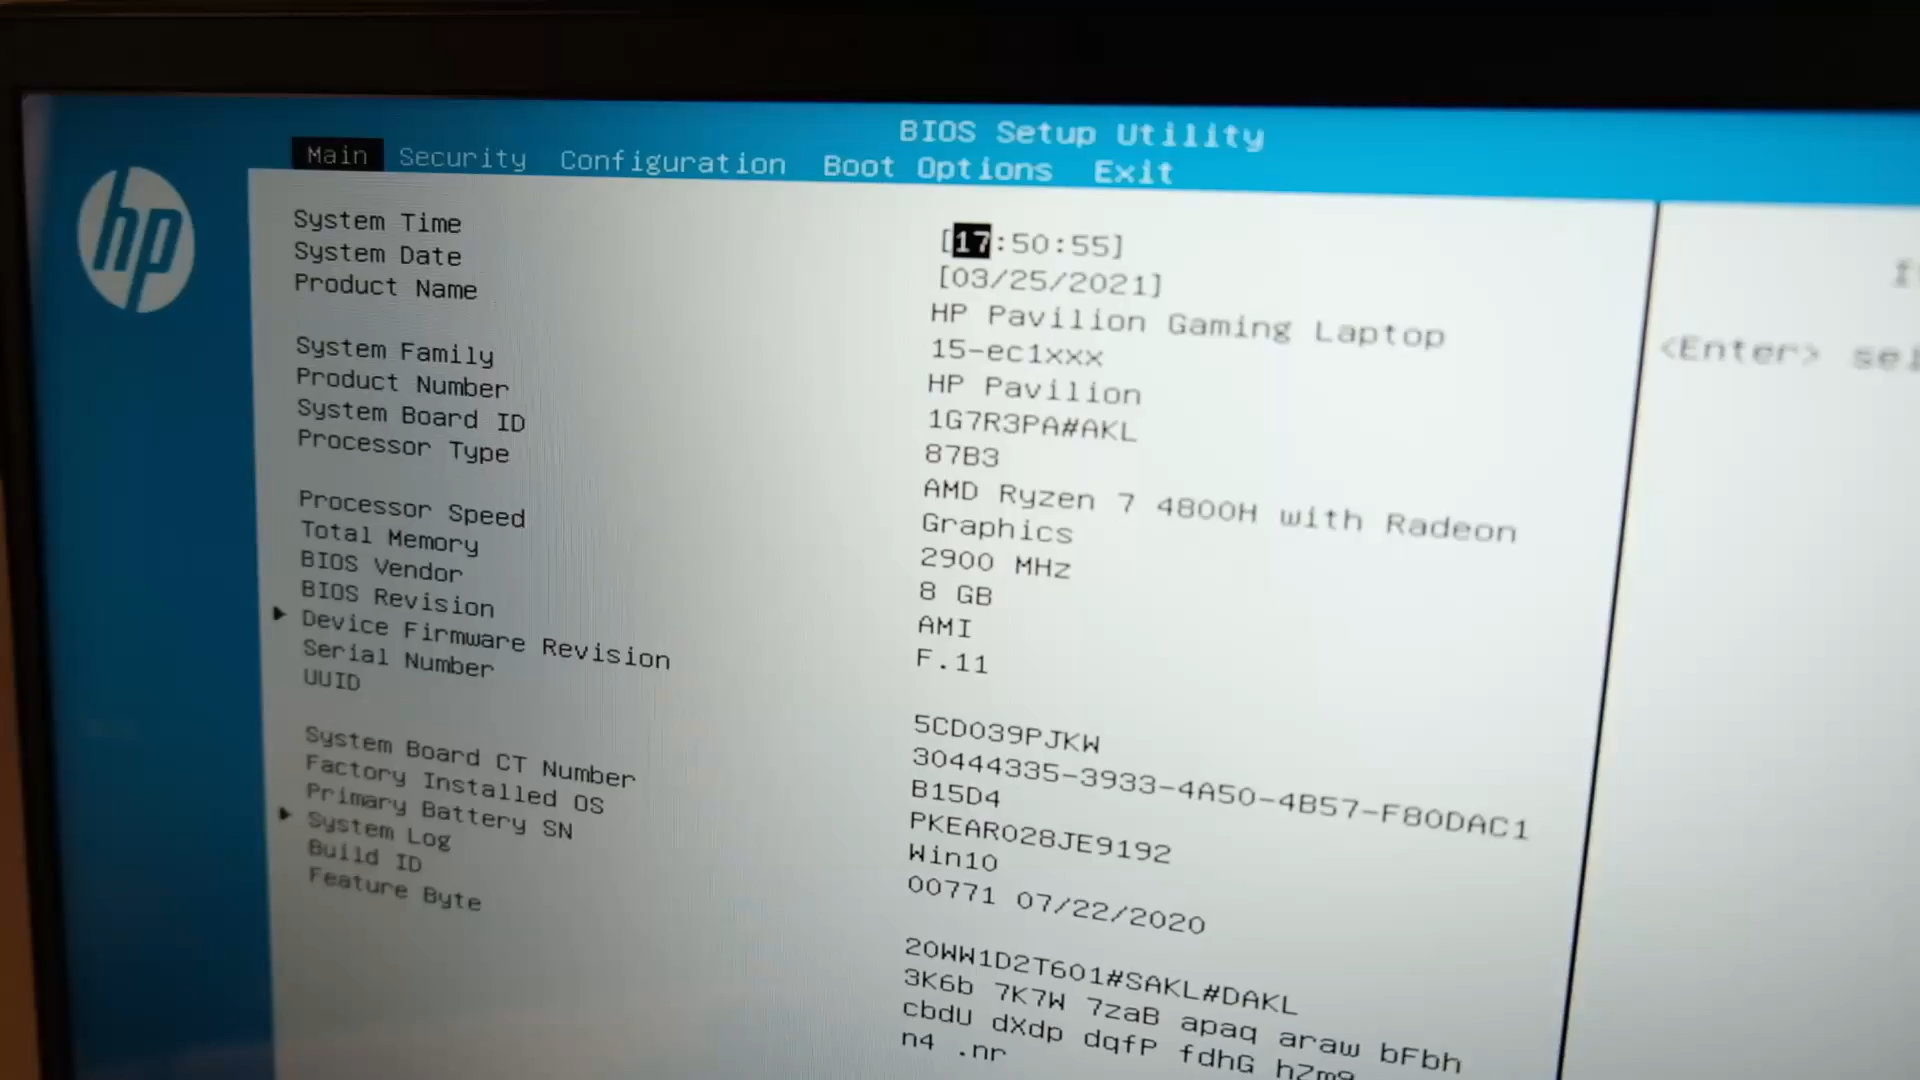 BIOS Setup Utility
Main Security Configuration Boot Options Exit
hp
System Time [17:50:55]
System Date [03/25/2021]
Product Name HP Pavilion Gaming Laptop
15-ec1xxx
System Family HP Pavilion
Product Number 1G7R3PA#AKL
System Board ID 87B3
Processor Type AMD Ryzen 7 4800H with Radeon
Graphics
Processor Speed 2900 MHz
Total Memory 8 GB
BIOS Vendor AMI
BIOS Revision F.11
Device Firmware Revision
Serial Number 5CD039PJKW
UUID 30444335-3933-4A50-4B57-F80DAC1
B15D4
System Board CT Number PKEAR028JE9192
Factory Installed OS Win10
Primary Battery SN 00771 07/22/2020
System Log
Build ID 20WW1D2T601#SAKL#DAKL
Feature Byte 3K6b 7K7W 7zaB apaq araw bFbh
cbdU dXdp dqfP fdhG
n4 .nr
<Enter>